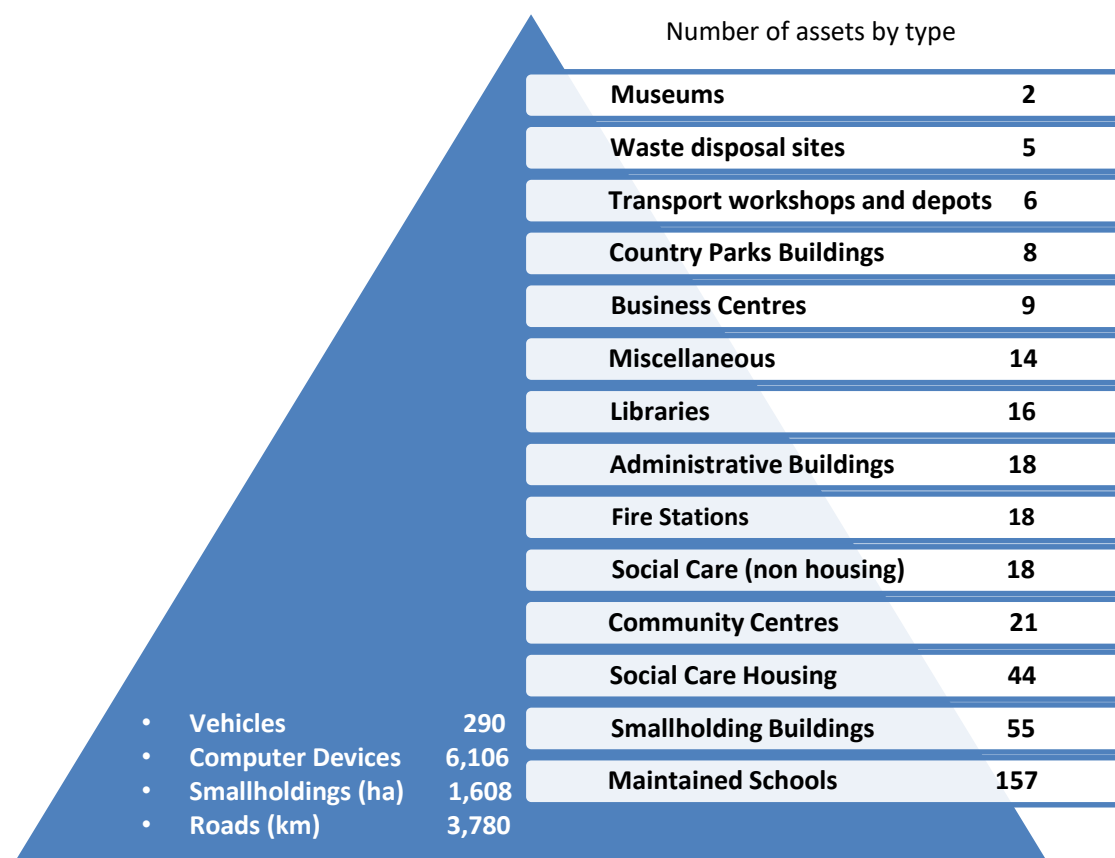 Number of assets by type
Museums 2
Waste disposal sites 5
Transport workshops and depots 6
Country Parks Buildings 8
Business Centres 9
Miscellaneous 14
Libraries 16
Administrative Buildings 18
Fire Stations 18
Social Care (non housing) 18
Community Centres 21
Social Care Housing 44
Smallholding Buildings 55
Maintained Schools 157
• Vehicles 290
• Computer Devices 6,106
• Smallholdings (ha) 1,608
• Roads (km) 3,780